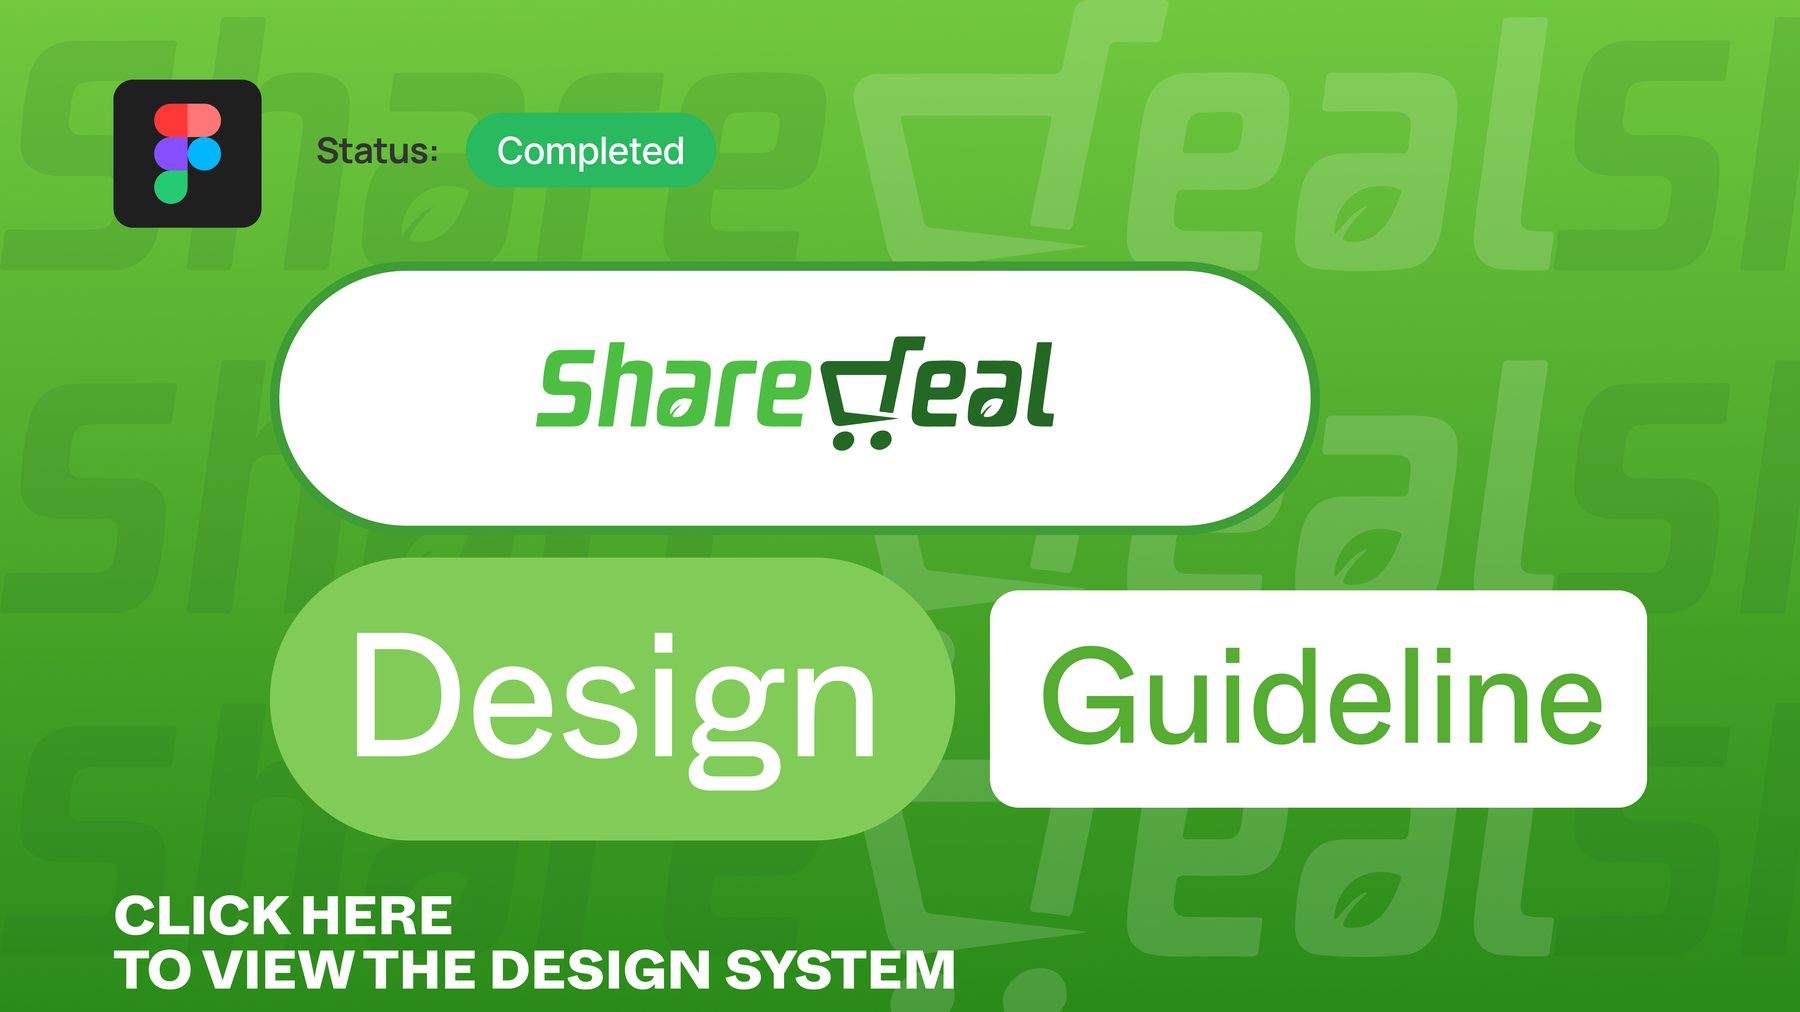 Status: Completed
Sharedeal
Design Guideline
CLICK HERE
TO VIEW THE DESIGN SYSTEM